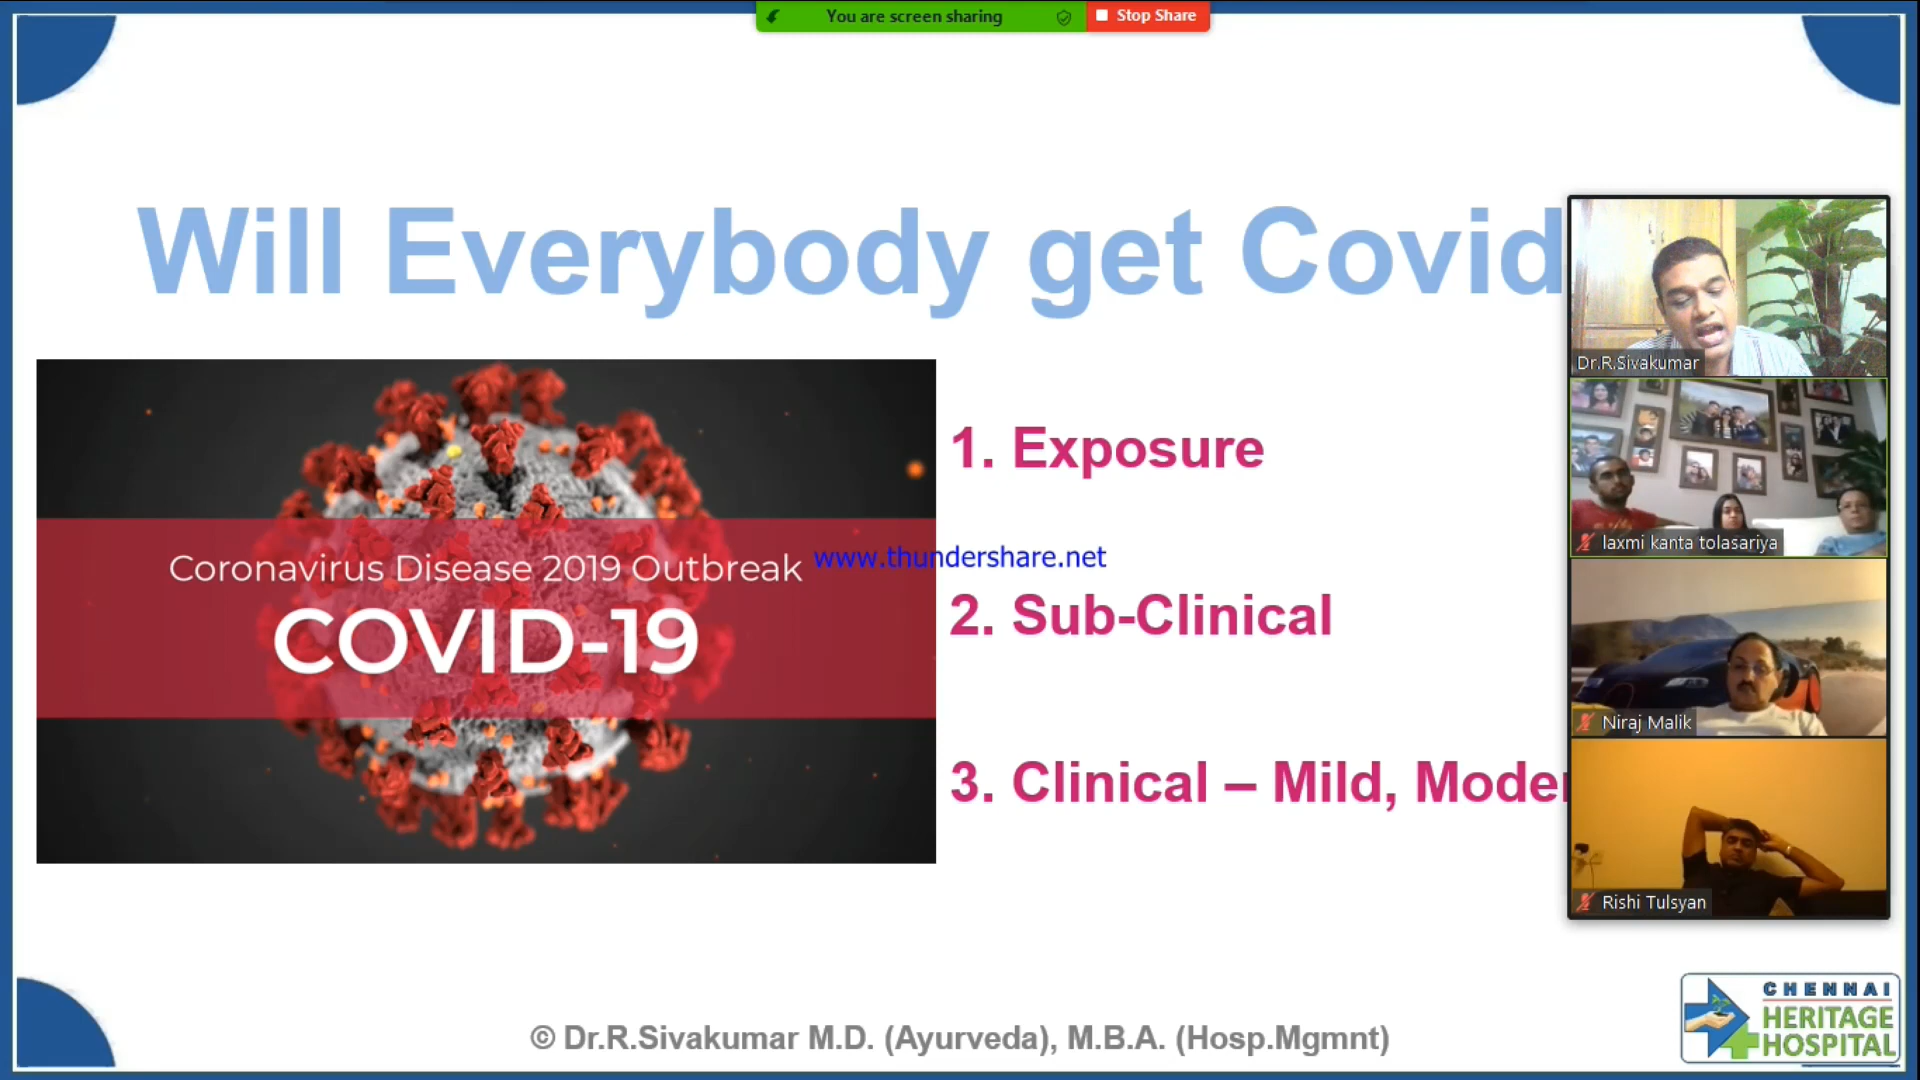 You are screen sharing
Stop Share
Will Everybody get Covid
Dr.R.Sivakumar
1. Exposure
laxmi kanta tolasariya
Coronavirus Disease 2019 Outbreak
www.thundershare.net
COVID-19
2. Sub-Clinical
Niraj Malik
3. Clinical – Mild, Moder
Rishi Tulsyan
CHENNAI
HERITAGE
HOSPITAL
© Dr.R.Sivakumar M.D. (Ayurveda), M.B.A. (Hosp.Mgmnt)